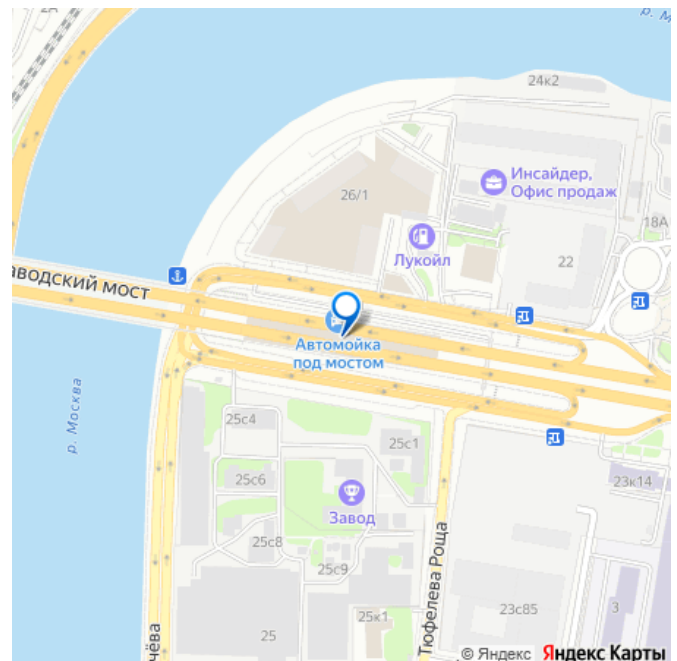 2А
р. М
24к2
Инсайдер,
Офис продаж
26/1
18А
Лукойл
22
аводский мост
Автомойка
под мостом
р. Москва
25с4
25с1
25с6
23к14
Завод
25с8
25с9
Тюфелева Роща
23с85
3
25к1
25
чёва
© Яндекс Яндекс Карты